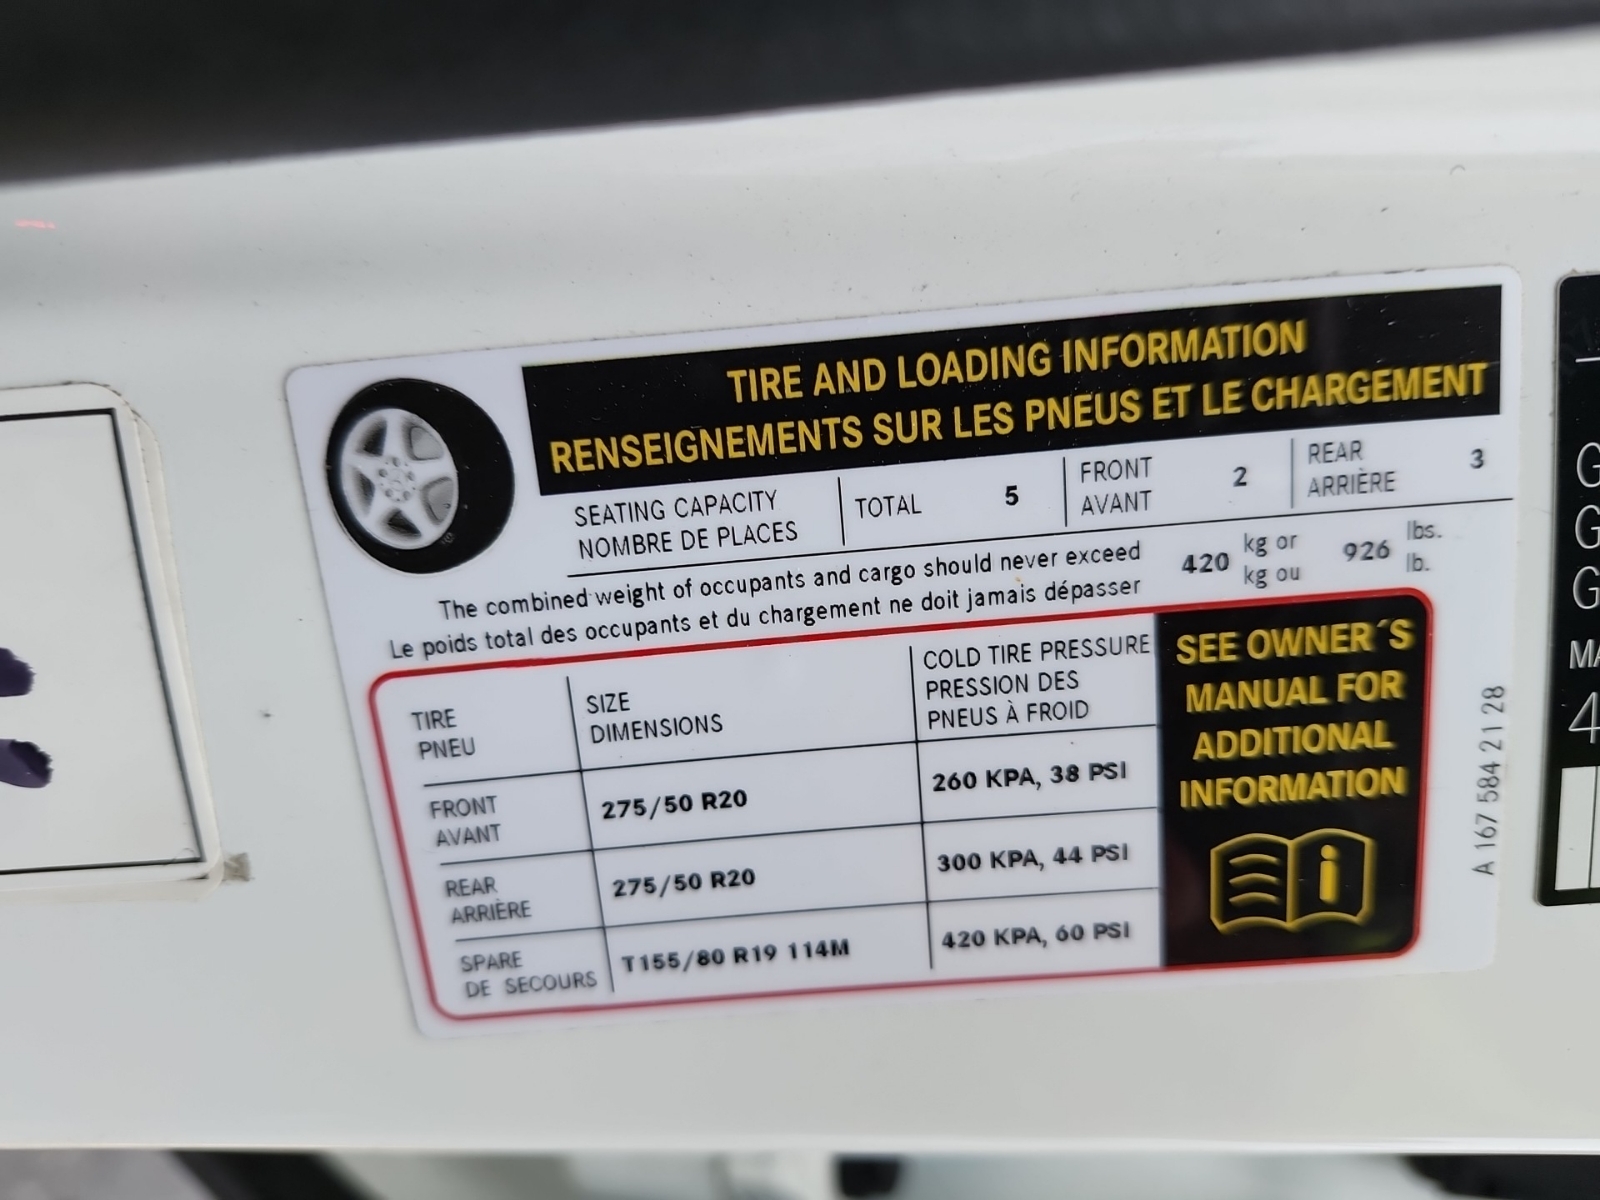 TIRE AND LOADING INFORMATION
RENSEIGNEMENTS SUR LES PNEUS ET LE CHARGEMENT
SEATING CAPACITY
NOMBRE DE PLACES
TOTAL 5
FRONT
AVANT
2
REAR
ARRIÈRE
3
The combined weight of occupants and cargo should never exceed
Le poids total des occupants et du chargement ne doit jamais dépasser
420
kg or
kg ou
926
lbs.
lb.
TIRE
PNEU
SIZE
DIMENSIONS
COLD TIRE PRESSURE
PRESSION DES
PNEUS À FROID
FRONT
AVANT
275/50 R20
260 KPA, 38 PSI
REAR
ARRIÈRE
275/50 R20
300 KPA, 44 PSI
SPARE
DE SECOURS
T155/80 R19 114M
420 KPA, 60 PSI
SEE OWNER´S
MANUAL FOR
ADDITIONAL
INFORMATION
A 167 584 21 28
G
G
G
MA
4